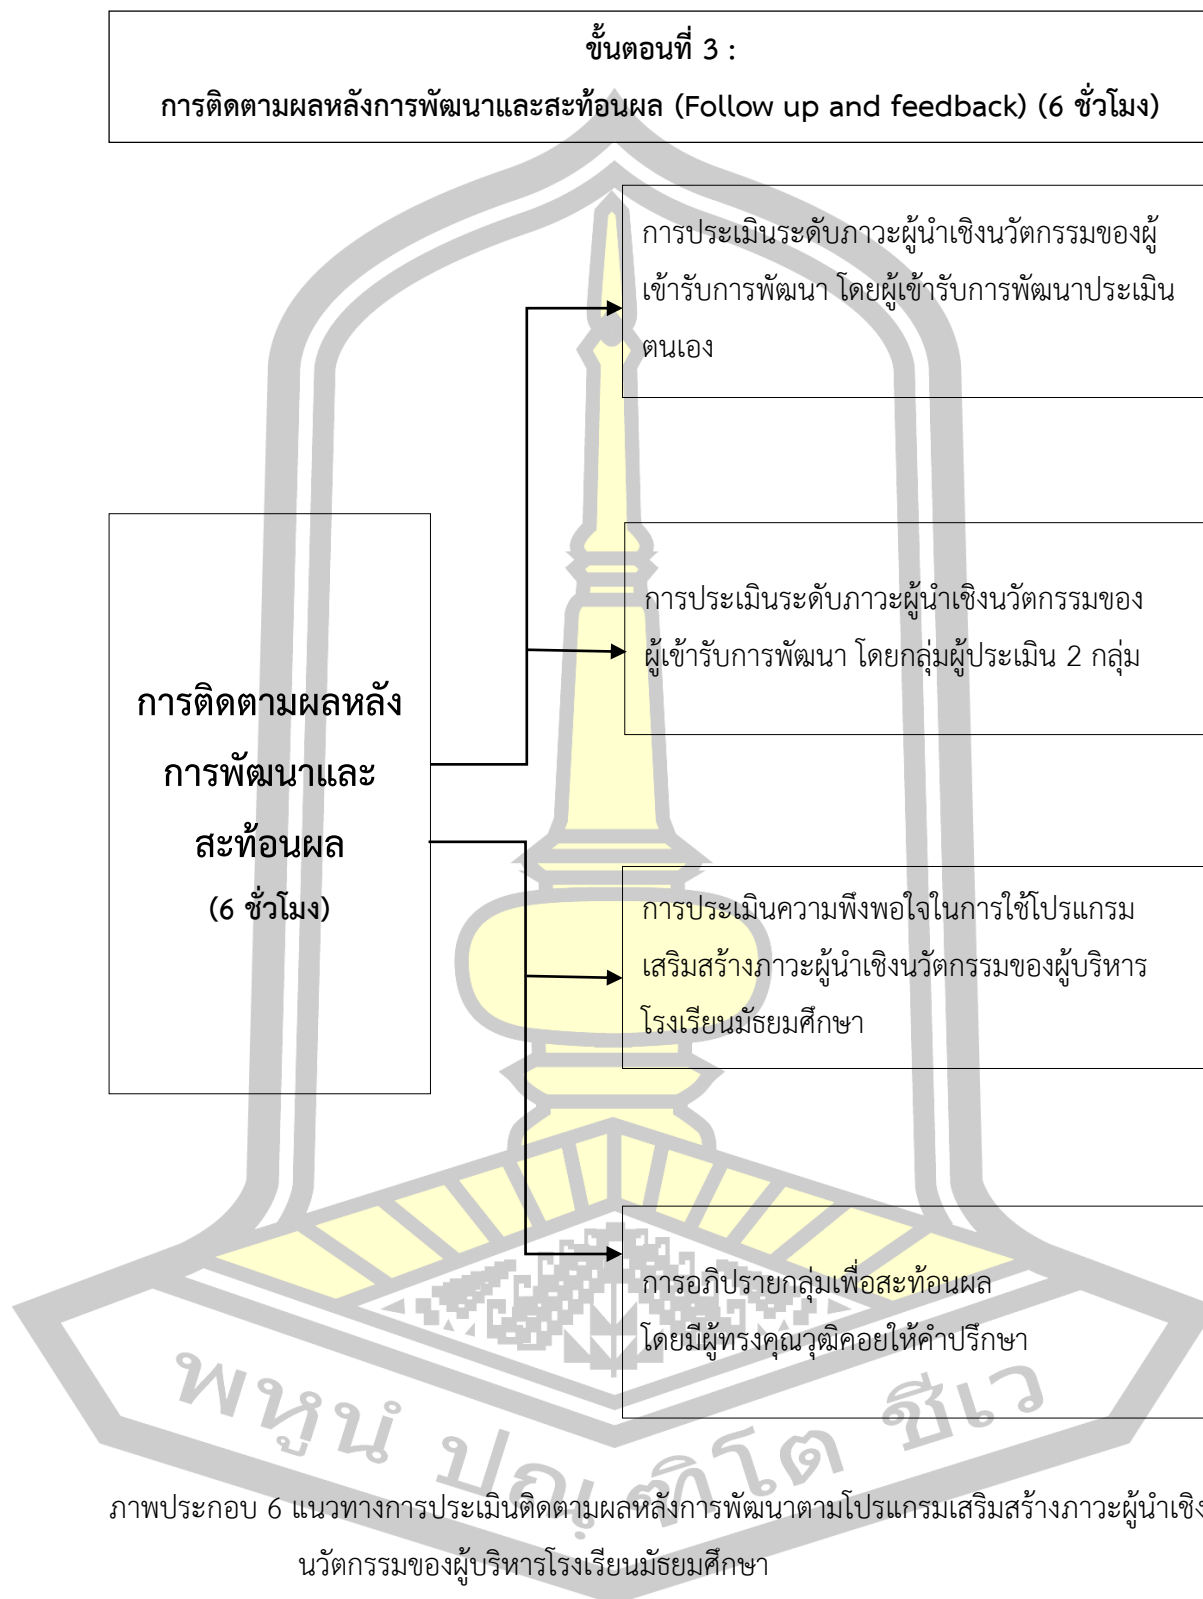 ขั้นตอนที่ 3 :
การติดตามผลหลังการพัฒนาและสะท้อนผล (Follow up and feedback) (6 ชั่วโมง)
การประเมินระดับภาวะผู้นำเชิงนวัตกรรมของผู้
เข้ารับการพัฒนา โดยผู้เข้ารับการพัฒนาประเมิน
ตนเอง
การประเมินระดับภาวะผู้นำเชิงนวัตกรรมของ
ผู้เข้ารับการพัฒนา โดยกลุ่มผู้ประเมิน 2 กลุ่ม
การติดตามผลหลัง
การพัฒนาและ
สะท้อนผล
(6 ชั่วโมง)
การประเมินความพึงพอใจในการใช้โปรแกรม
เสริมสร้างภาวะผู้นำเชิงนวัตกรรมของผู้บริหาร
โรงเรียนมัธยมศึกษา
การอภิปรายกลุ่มเพื่อสะท้อนผล
โดยมีผู้ทรงคุณวุฒิคอยให้คำปรึกษา
พหูนํ ปณฺฑิโต ชีเว
ภาพประกอบ 6 แนวทางการประเมินติดตามผลหลังการพัฒนาตามโปรแกรมเสริมสร้างภาวะผู้นำเชิง
นวัตกรรมของผู้บริหารโรงเรียนมัธยมศึกษา